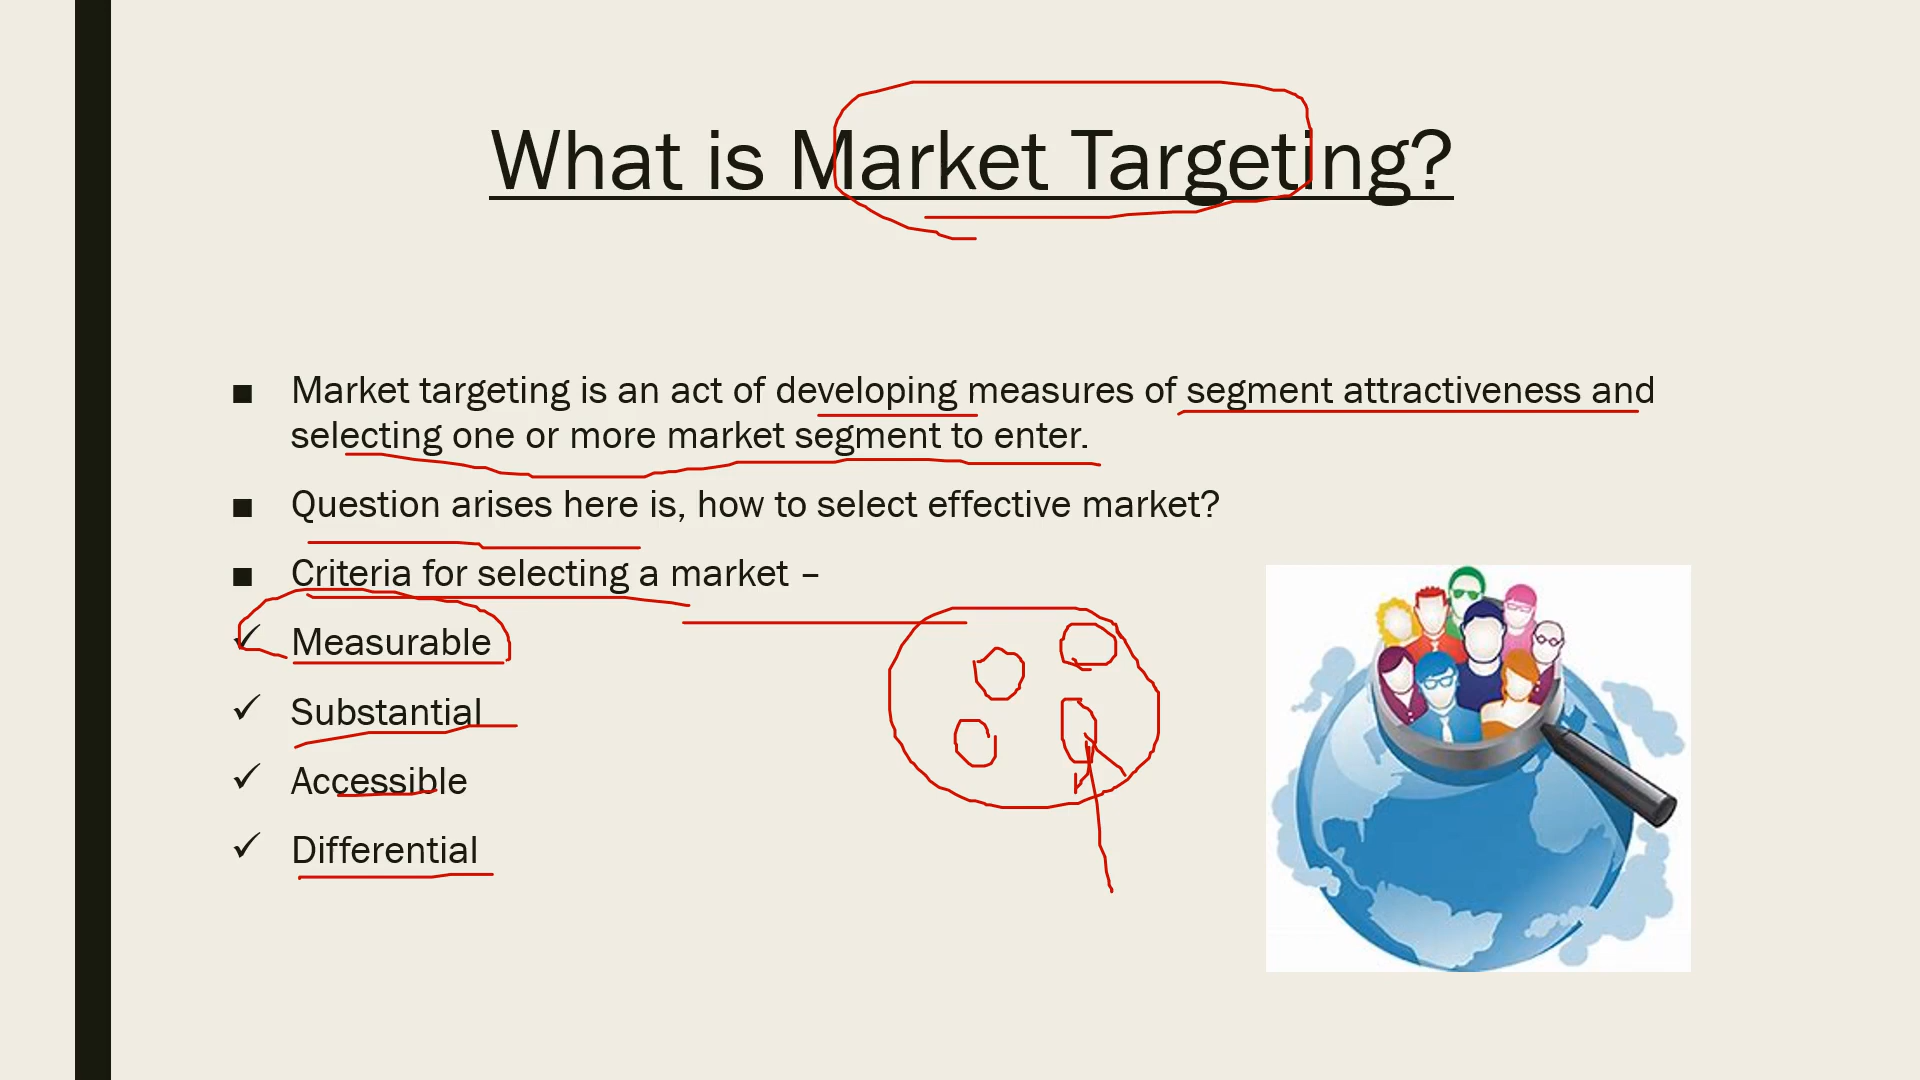 What is Market Targeting?
■ Market targeting is an act of developing measures of segment attractiveness and
selecting one or more market segment to enter.
■ Question arises here is, how to select effective market?
■ Criteria for selecting a market –
✓ Measurable
✓ Substantial
✓ Accessible
✓ Differential